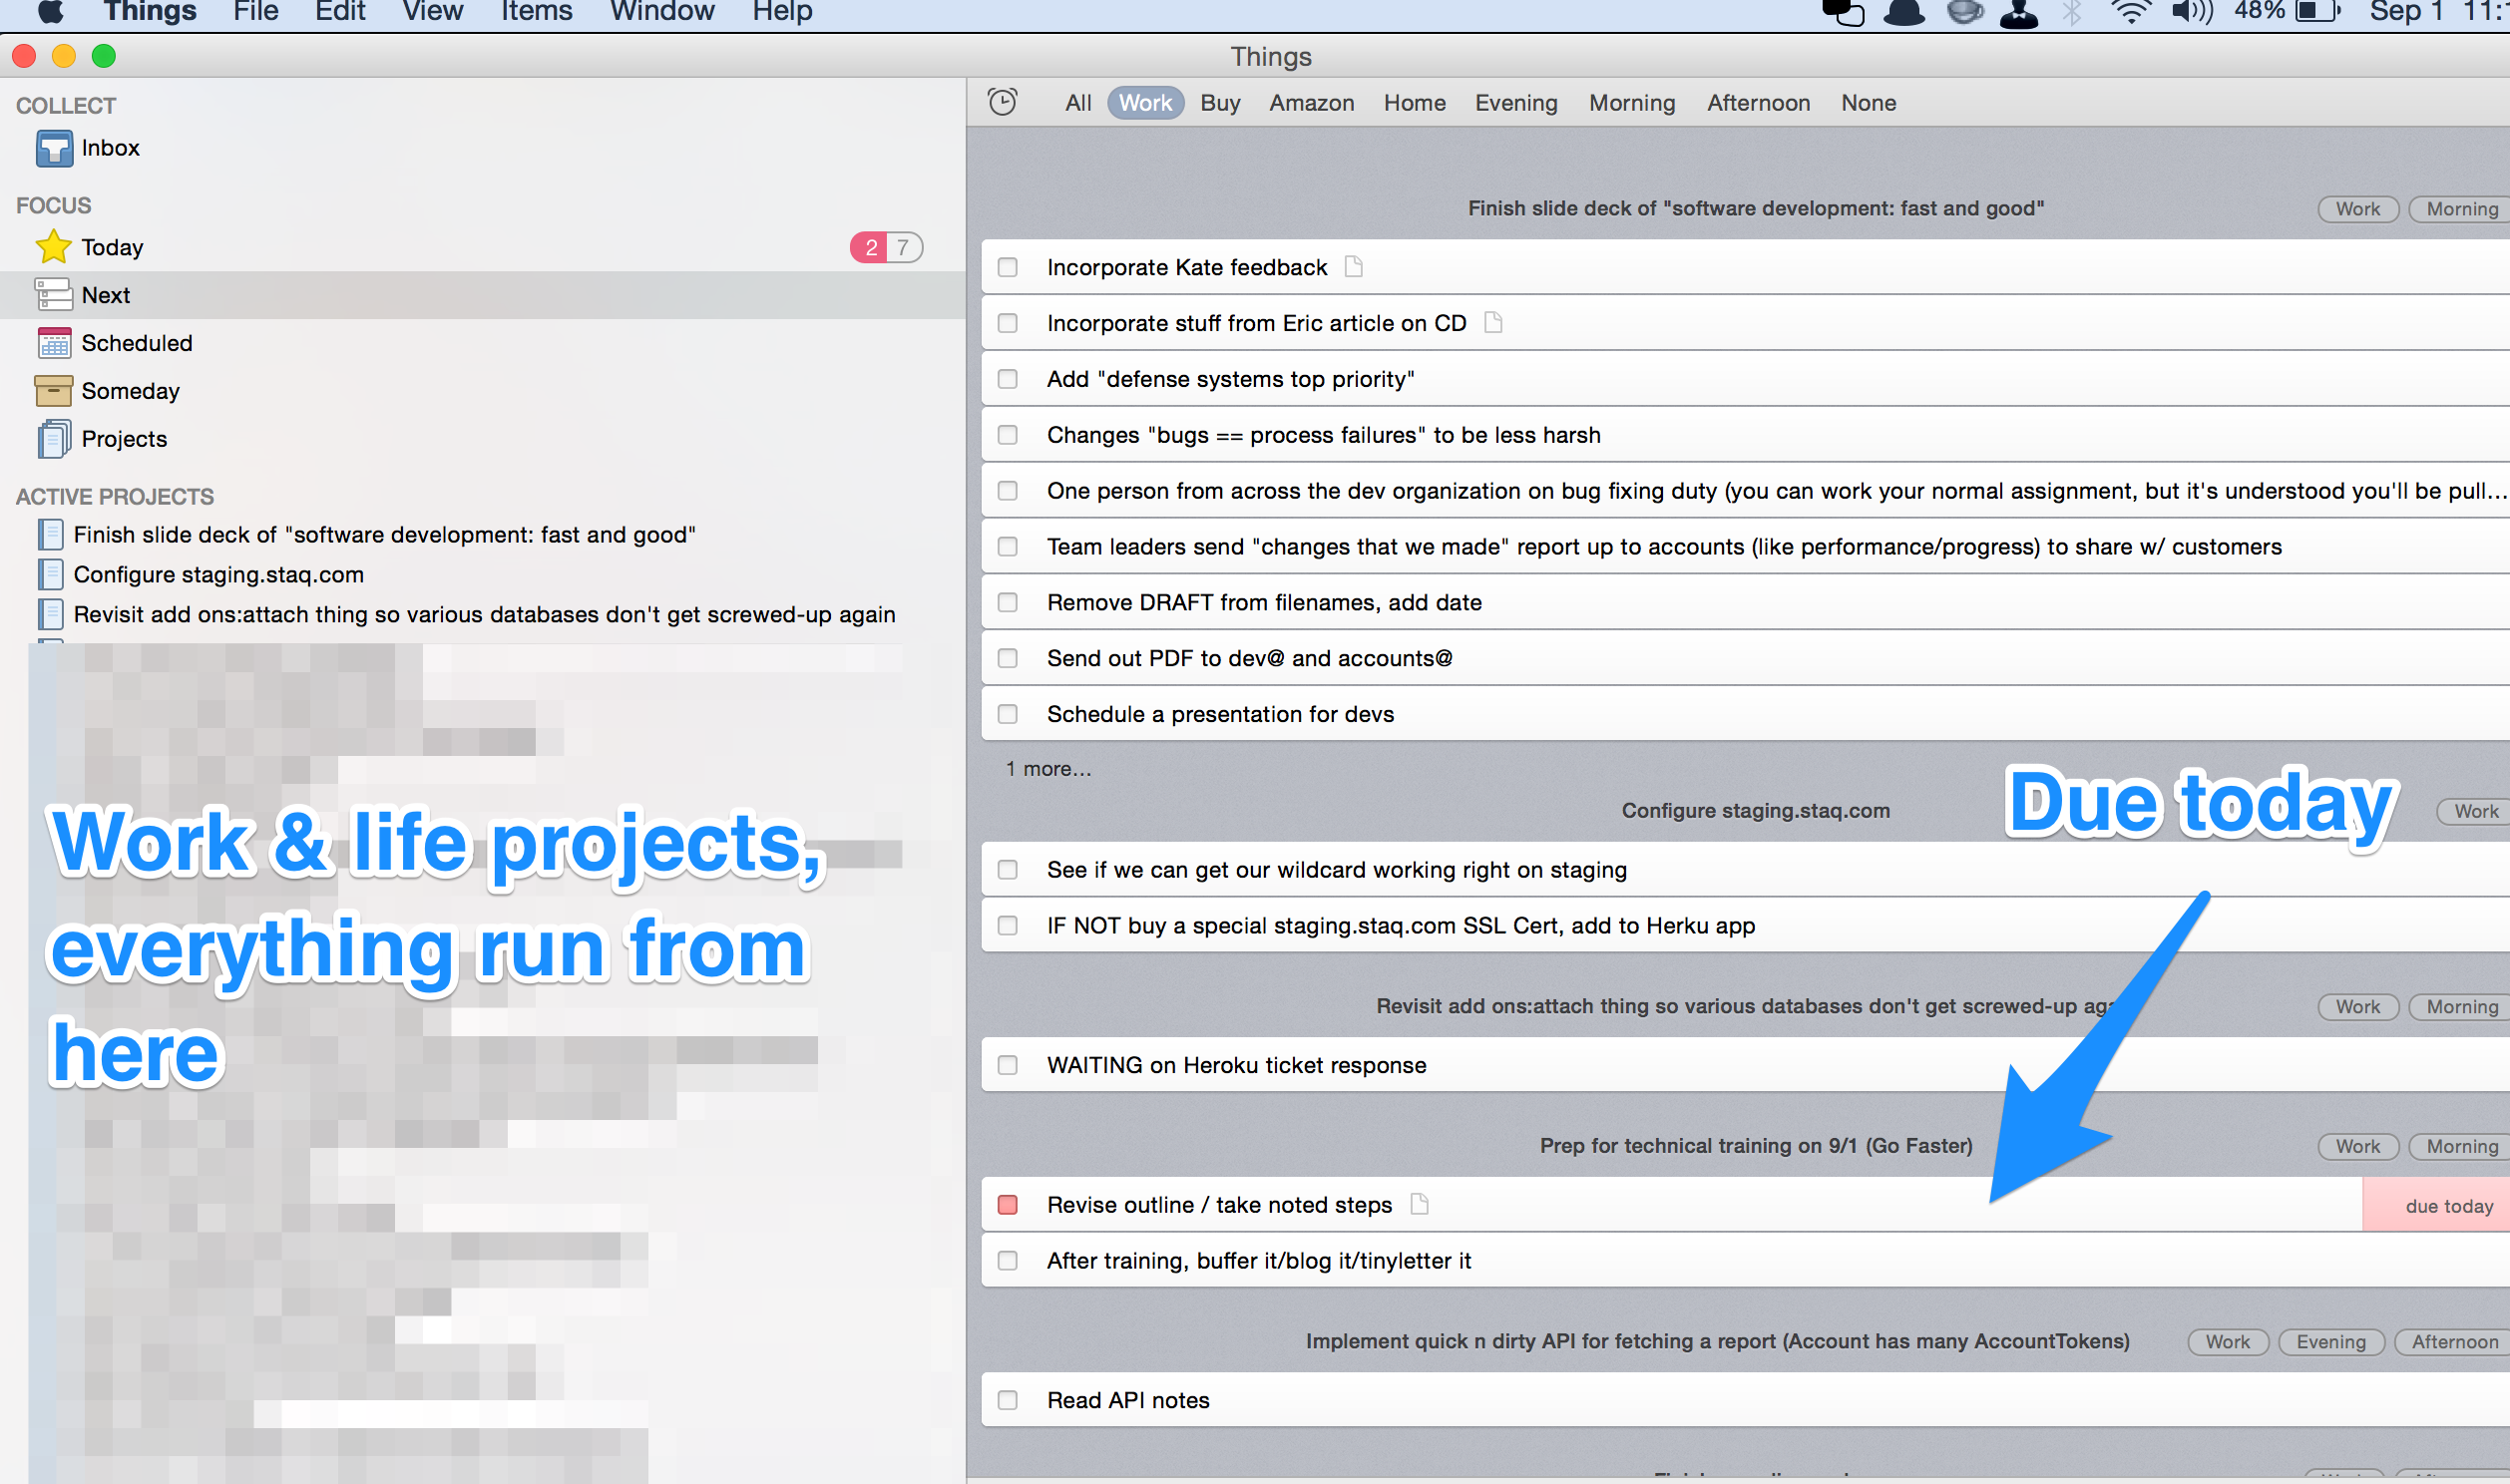 Things File Edit View Items Window Help 48% Sep 1
Things
COLLECT
Inbox
FOCUS
Today 2 7
Next
Scheduled
Someday
Projects
ACTIVE PROJECTS
Finish slide deck of "software development: fast and good"
Configure staging.staq.com
Revisit add ons:attach thing so various databases don't get screwed-up again
Work & life projects,
everything run from
here
All Work Buy Amazon Home Evening Morning Afternoon None
Finish slide deck of "software development: fast and good" Work Morning
Incorporate Kate feedback
Incorporate stuff from Eric article on CD
Add "defense systems top priority"
Changes "bugs == process failures" to be less harsh
One person from across the dev organization on bug fixing duty (you can work your normal assignment, but it's understood you'll be pull...
Team leaders send "changes that we made" report up to accounts (like performance/progress) to share w/ customers
Remove DRAFT from filenames, add date
Send out PDF to dev@ and accounts@
Schedule a presentation for devs
1 more...
Due today
Configure staging.staq.com Work
See if we can get our wildcard working right on staging
IF NOT buy a special staging.staq.com SSL Cert, add to Herku app
Revisit add ons:attach thing so various databases don't get screwed-up Work Morning
WAITING on Heroku ticket response
Prep for technical training on 9/1 (Go Faster) Work Morning
Revise outline / take noted steps due today
After training, buffer it/blog it/tinyletter it
Implement quick n dirty API for fetching a report (Account has many AccountTokens) Work Evening Afternoon
Read API notes